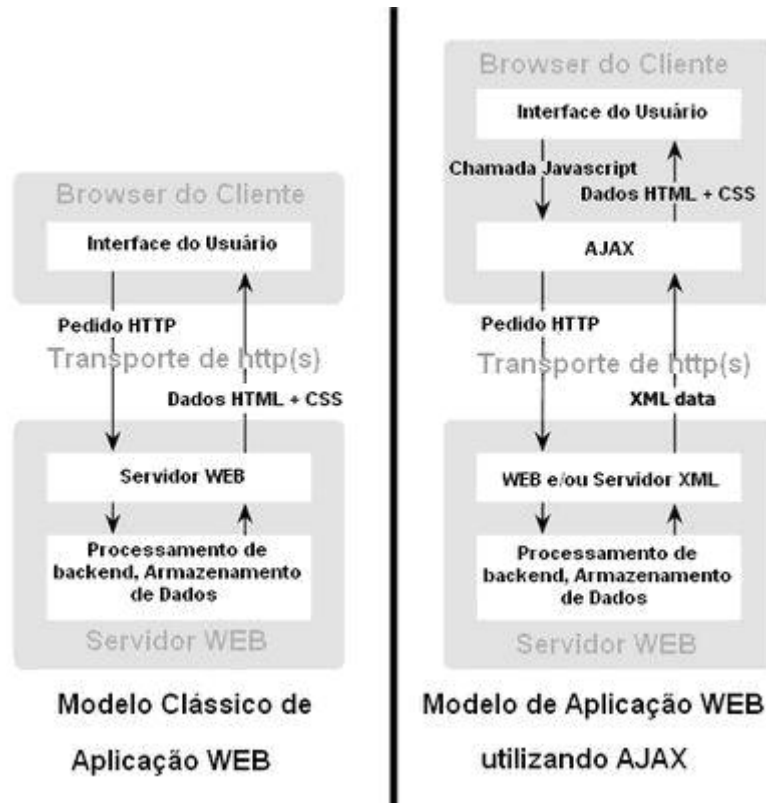 Browser do Cliente
Interface do Usuário
Pedido HTTP
Transporte de http(s)
Dados HTML + CSS
Servidor WEB
Processamento de
backend, Armazenamento
de Dados
Servidor WEB
Modelo Clássico de
Aplicação WEB
Browser do Cliente
Interface do Usuário
Chamada Javascript
Dados HTML + CSS
AJAX
Pedido HTTP
Transporte de http(s)
XML data
WEB e/ou Servidor XML
Processamento de
backend, Armazenamento
de Dados
Servidor WEB
Modelo de Aplicação WEB
utilizando AJAX